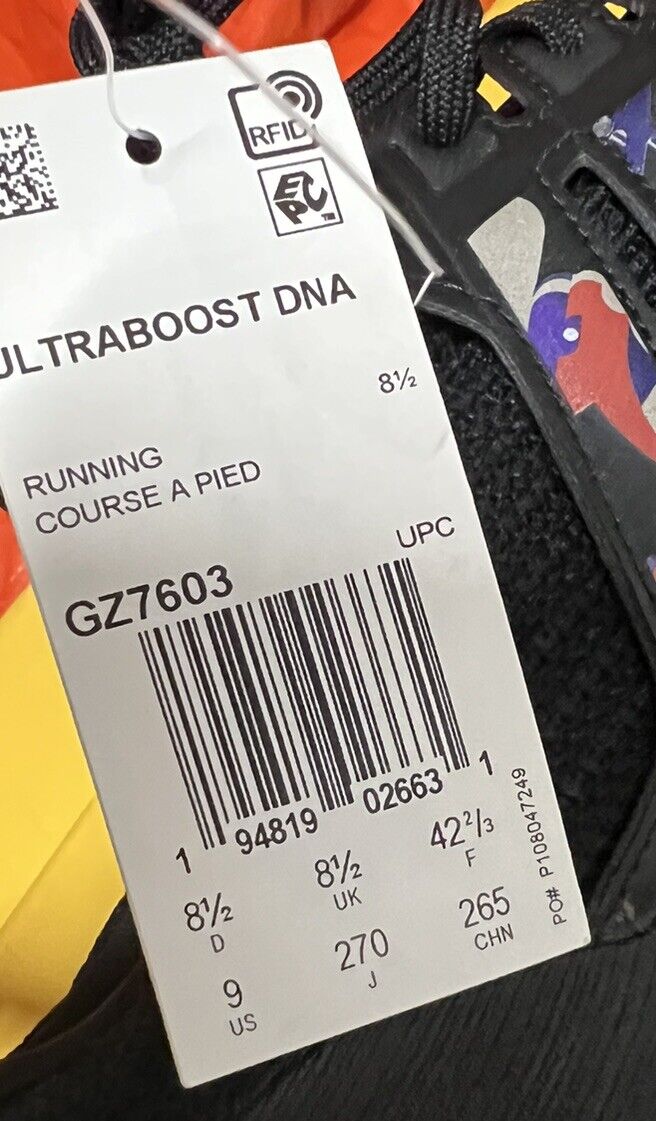 RFID
EPC™
ULTRABOOST DNA
8½
RUNNING
COURSE A PIED
UPC
GZ7603
1 94819 02663 1
8½ 8½ 42⅔
D UK F
9 270 265
US J CHN
PO# P108047249